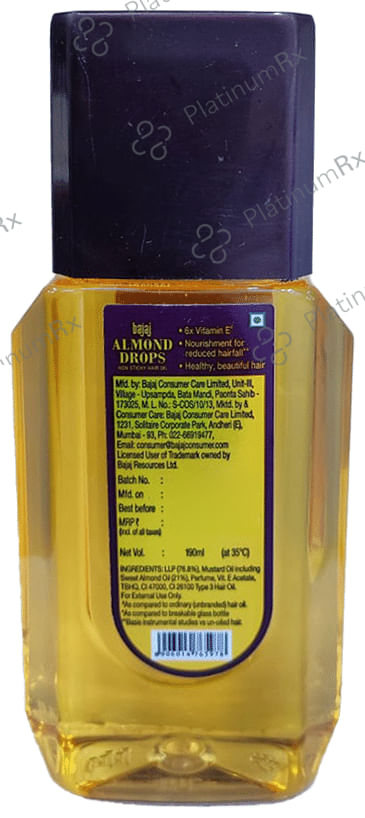 bajaj
ALMOND
DROPS
NON STICKY HAIR OIL
• 6x Vitamin E
• Nourishment for
reduced hairfall**
• Healthy, beautiful hair
Mfd. by: Bajaj Consumer Care Limited, Unit-III,
Village - Upsampda, Bata Mandi, Paonta Sahib -
173025, M. L. No.: S-COS/10/13, Mktd. by &
Consumer Care: Bajaj Consumer Care Limited,
1231, Solitaire Corporate Park, Andheri (E),
Mumbai - 93, Ph: 022-66919477,
Email: consumer@bajajconsumer.com
Licensed User of Trademark owned by
Bajaj Resources Ltd.
Batch No. :
Mfd. on :
Best before :
MRP ₹ :
(incl. of all taxes)
Net Vol. : 190ml (at 35°C)
INGREDIENTS: LLP (76.8%), Mustard Oil including
Sweet Almond Oil (21%), Perfume, Vit. E Acetate,
TBHQ, CI 47000, CI 26100 Type 3 Hair Oil.
For External Use Only.
*As compared to ordinary (unbranded) hair oil.
*As compared to breakable glass bottle
**Basic instrumental studies vs un-oiled hair.
PlatinumRx
PlatinumRx
PlatinumRx